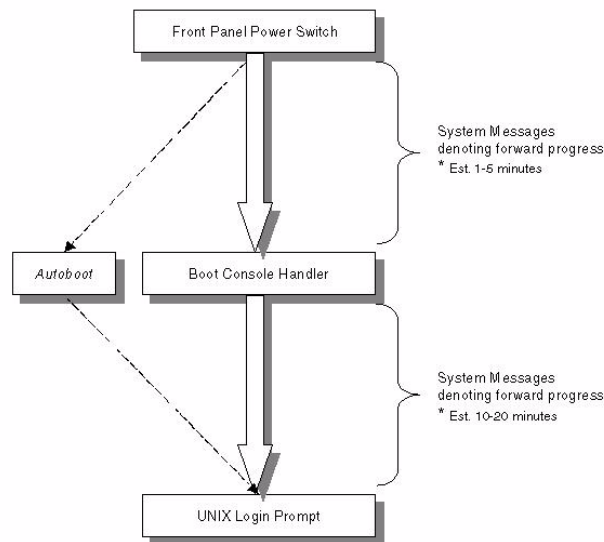 Front Panel Power Switch
System Messages
denoting forward progress
* Est. 1-5 minutes
Autoboot
Boot Console Handler
System Messages
denoting forward progress
* Est. 10-20 minutes
UNIX Login Prompt